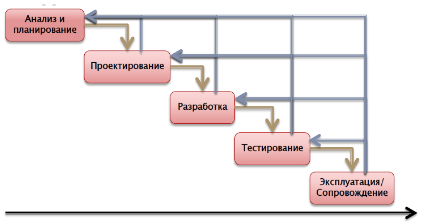 Анализ и
планирование
Проектирование
Разработка
Тестирование
Эксплуатация/
Сопровождение